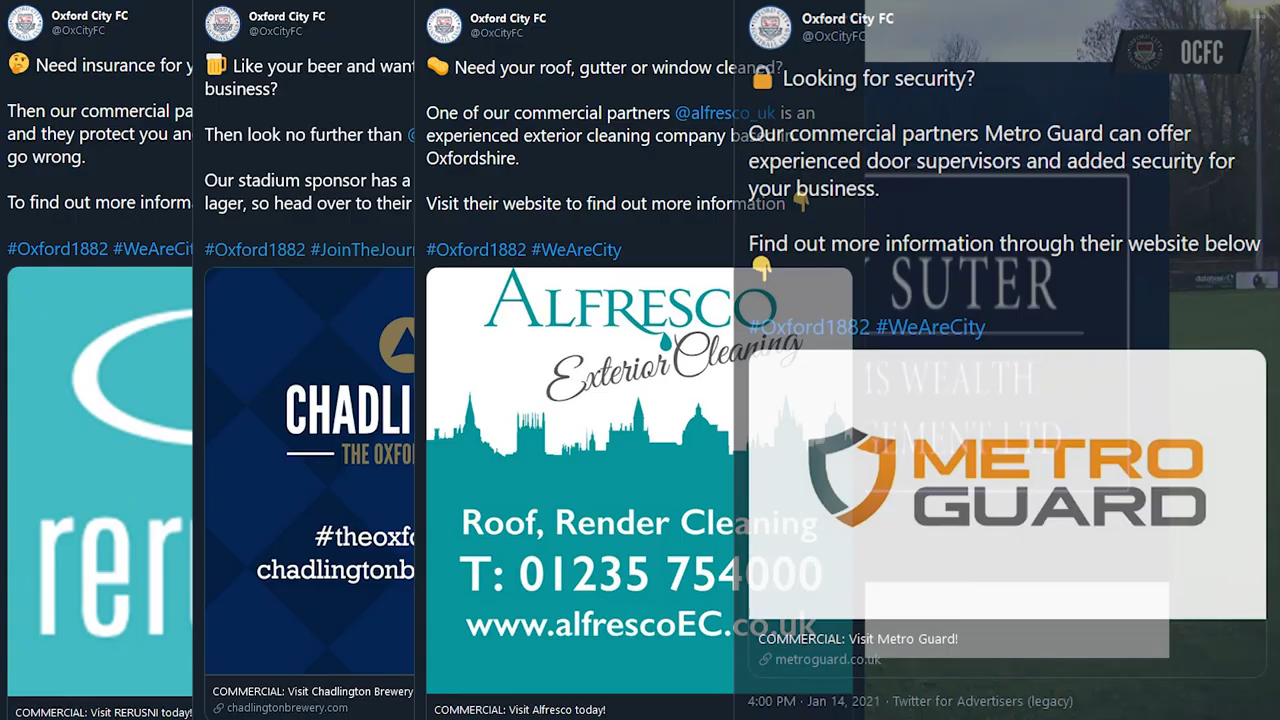 Oxford City FC
@OxCityFC
🤔 Need insurance for y
Then our commercial pa
and they protect you an
go wrong.
To find out more inform
#Oxford1882 #WeAreCit
rer
COMMERCIAL: Visit RERUSNI today!
Oxford City FC
@OxCityFC
🍺 Like your beer and want
business?
Then look no further than @
Our stadium sponsor has a
lager, so head over to their
#Oxford1882 #JoinTheJourn
CHADLI
THE OXFO
#theoxfo
chadlingtonb
COMMERCIAL: Visit Chadlington Brewery
chadlingtonbrewery.com
Oxford City FC
@OxCityFC
🧽 Need your roof, gutter or window cleaned?
One of our commercial partners @alfresco_uk is an
experienced exterior cleaning company based in
Oxfordshire.
Visit their website to find out more information 👇
#Oxford1882 #WeAreCity
ALFRESCO
Exterior Cleaning
Roof, Render Cleaning
T: 01235 754000
www.alfrescoEC.co.uk
COMMERCIAL: Visit Alfresco today!
Oxford City FC
@OxCityFC
🔒 Looking for security?
Our commercial partners Metro Guard can offer
experienced door supervisors and added security for
your business.
Find out more information through their website below
👇
#Oxford1882 #WeAreCity
METRO
GUARD
COMMERCIAL: Visit Metro Guard!
metroguard.co.uk
4:00 PM · Jan 14, 2021 · Twitter for Advertisers (legacy)
OCFC
SUTER
WEALTH
LTD